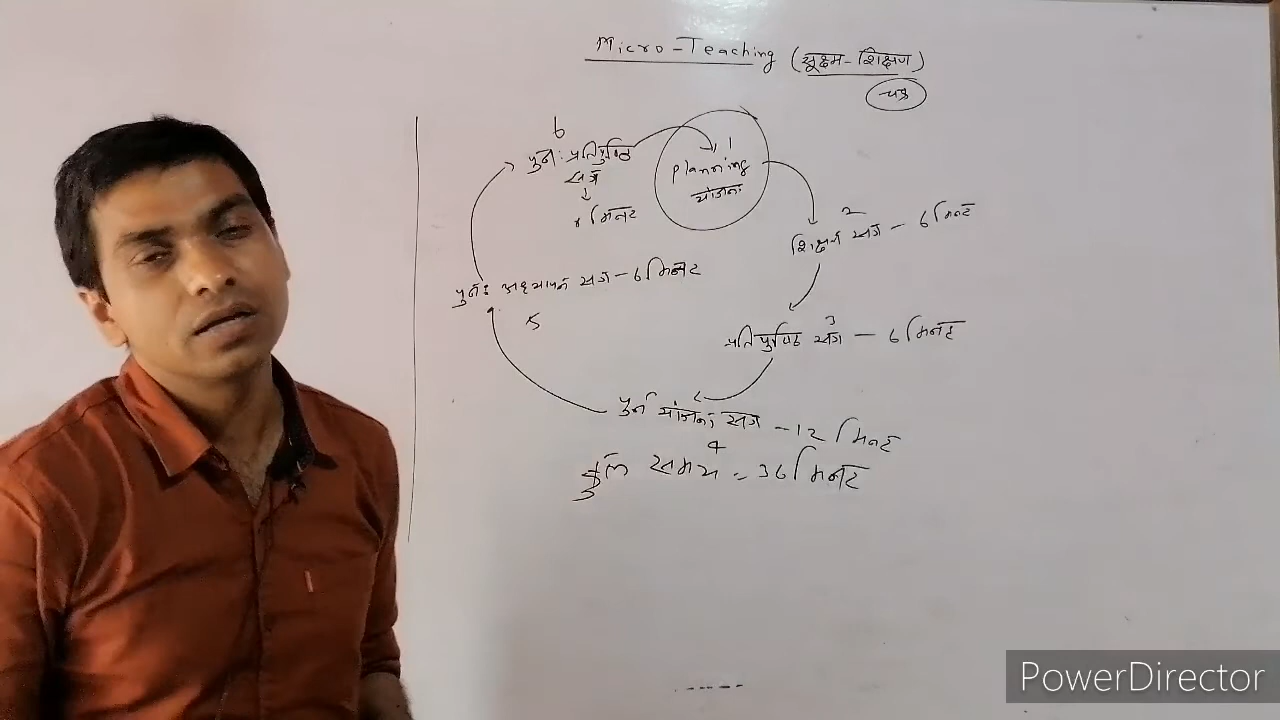 Micro-Teaching (सूक्ष्म-शिक्षण)
चक्र
1
Planning
योजना
2
शिक्षण सत्र - 6 मिनट
3
प्रतिपुष्टि सत्र - 6 मिनट
पुर्न योजना सत्र - 12 मिनट
4
पुर्न: अध्यापन सत्र - 6 मिनट
5
6
पुर्न: प्रतिपुष्टि
सत्र
मिनट
कुल समय = 36 मिनट
PowerDirector